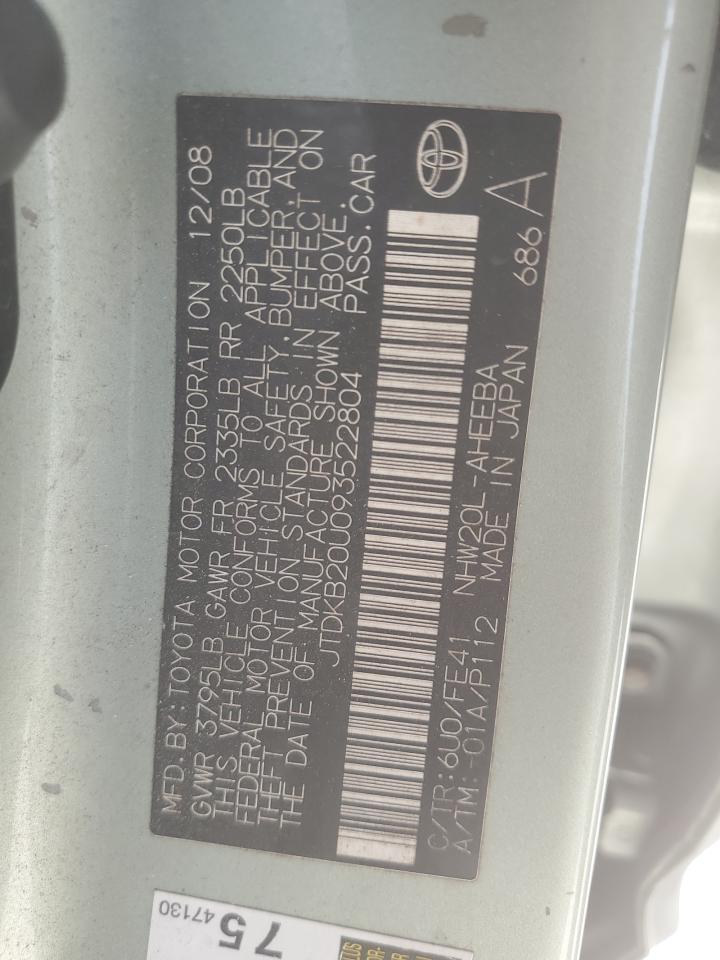 MFD. BY: TOYOTA MOTOR CORPORATION 12/08
GVWR 3795LB GAWR FR 2335LB RR 2250LB
THIS VEHICLE CONFORMS TO ALL APPLICABLE
FEDERAL MOTOR VEHICLE SAFETY, BUMPER, AND
THEFT PREVENTION STANDARDS IN EFFECT ON
THE DATE OF MANUFACTURE SHOWN ABOVE.
JTDKB20U093522804 PASS. CAR
C/TR: 6U0/FE41 NHW20L-AHEEBA
A/TM: -01A/P112 MADE IN JAPAN 686 A
75
47130